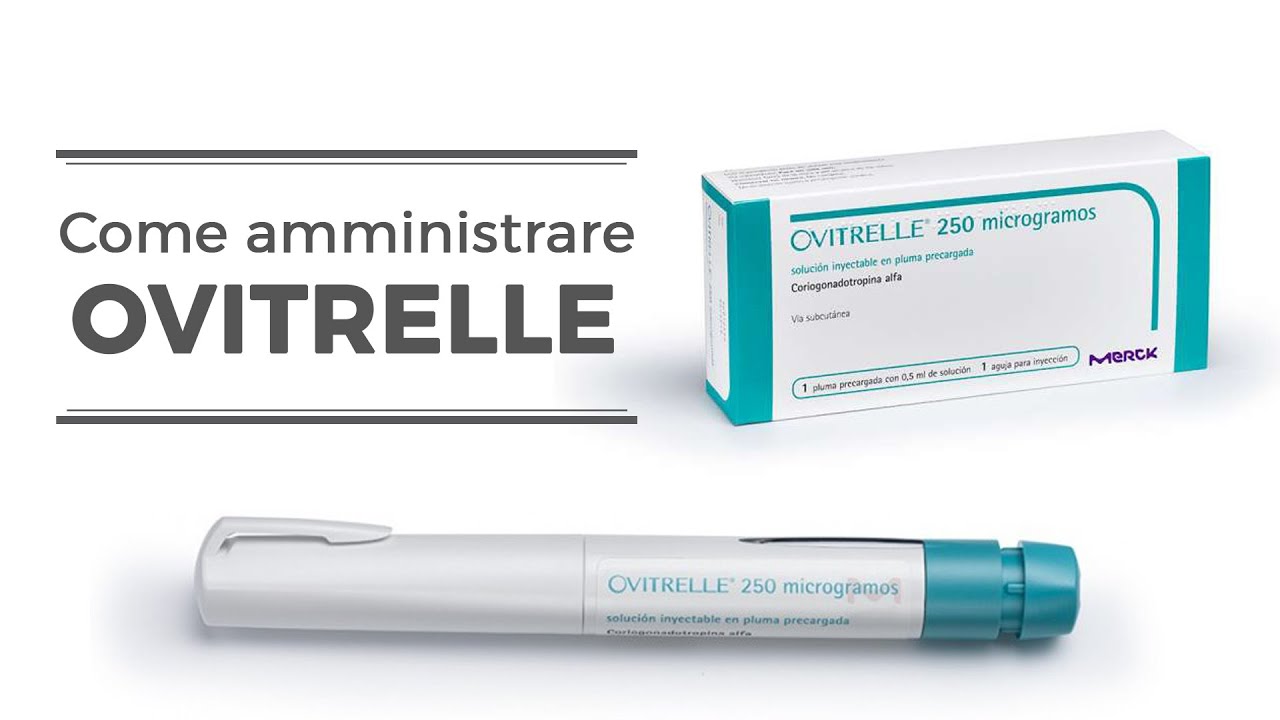 Come amministrare
OVITRELLE
OVITRELLE® 250 microgramos
solución inyectable en pluma precargada
Coriogonadotropina alfa
Vía subcutánea
1 pluma precargada con 0,5 ml de solución 1 aguja para inyección
Merck
OVITRELLE® 250 microgramos
solución inyectable en pluma precargada
Coriogonadotropina alfa